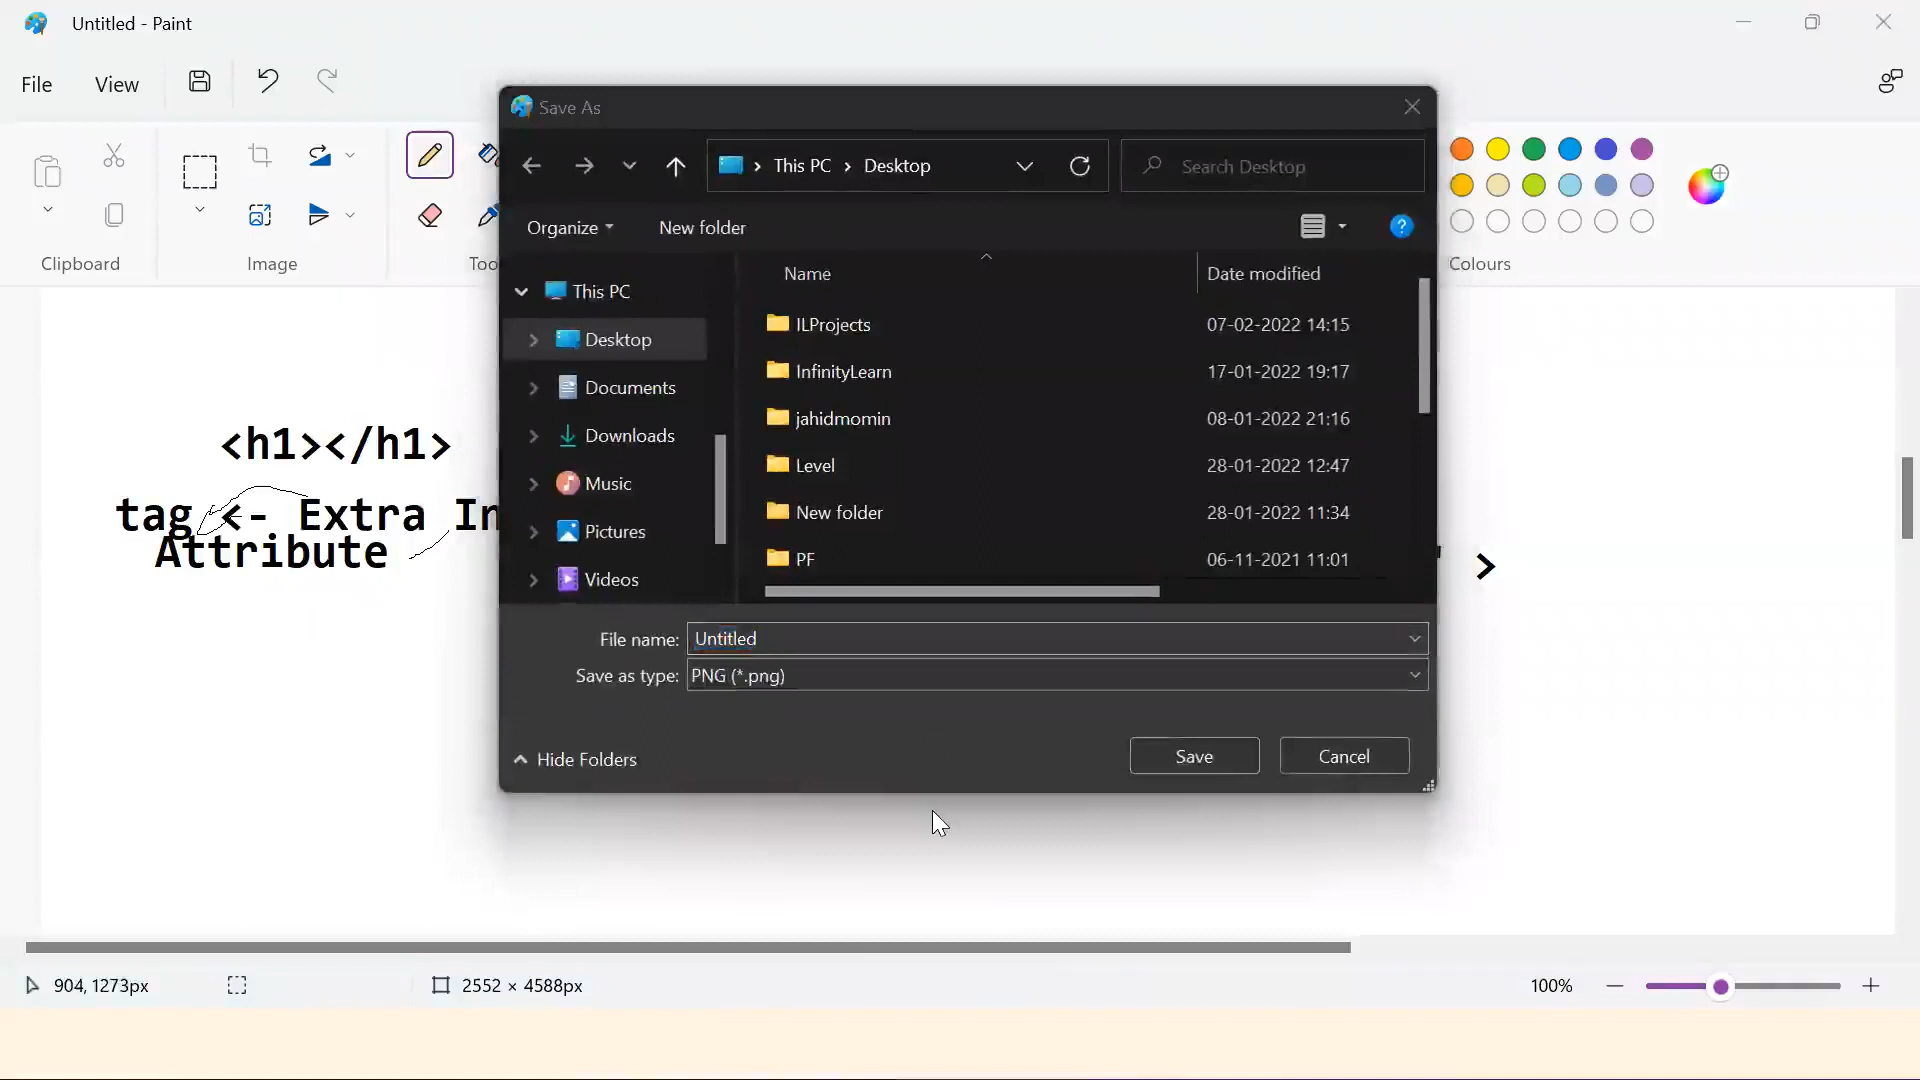 Untitled - Paint
File View
Save As
This PC > Desktop
Search Desktop
Organize New folder
Clipboard
Image
Colours
Name Date modified
This PC
Desktop
Documents
Downloads
Music
Pictures
Videos
ILProjects 07-02-2022 14:15
InfinityLearn 17-01-2022 19:17
jahidmomin 08-01-2022 21:16
Level 28-01-2022 12:47
New folder 28-01-2022 11:34
PF 06-11-2021 11:01
<h1></h1>
tag <- Extra
Attribute
>
File name: Untitled
Save as type: PNG (*.png)
Hide Folders
Save Cancel
904, 1273px
2552 × 4588px
100%